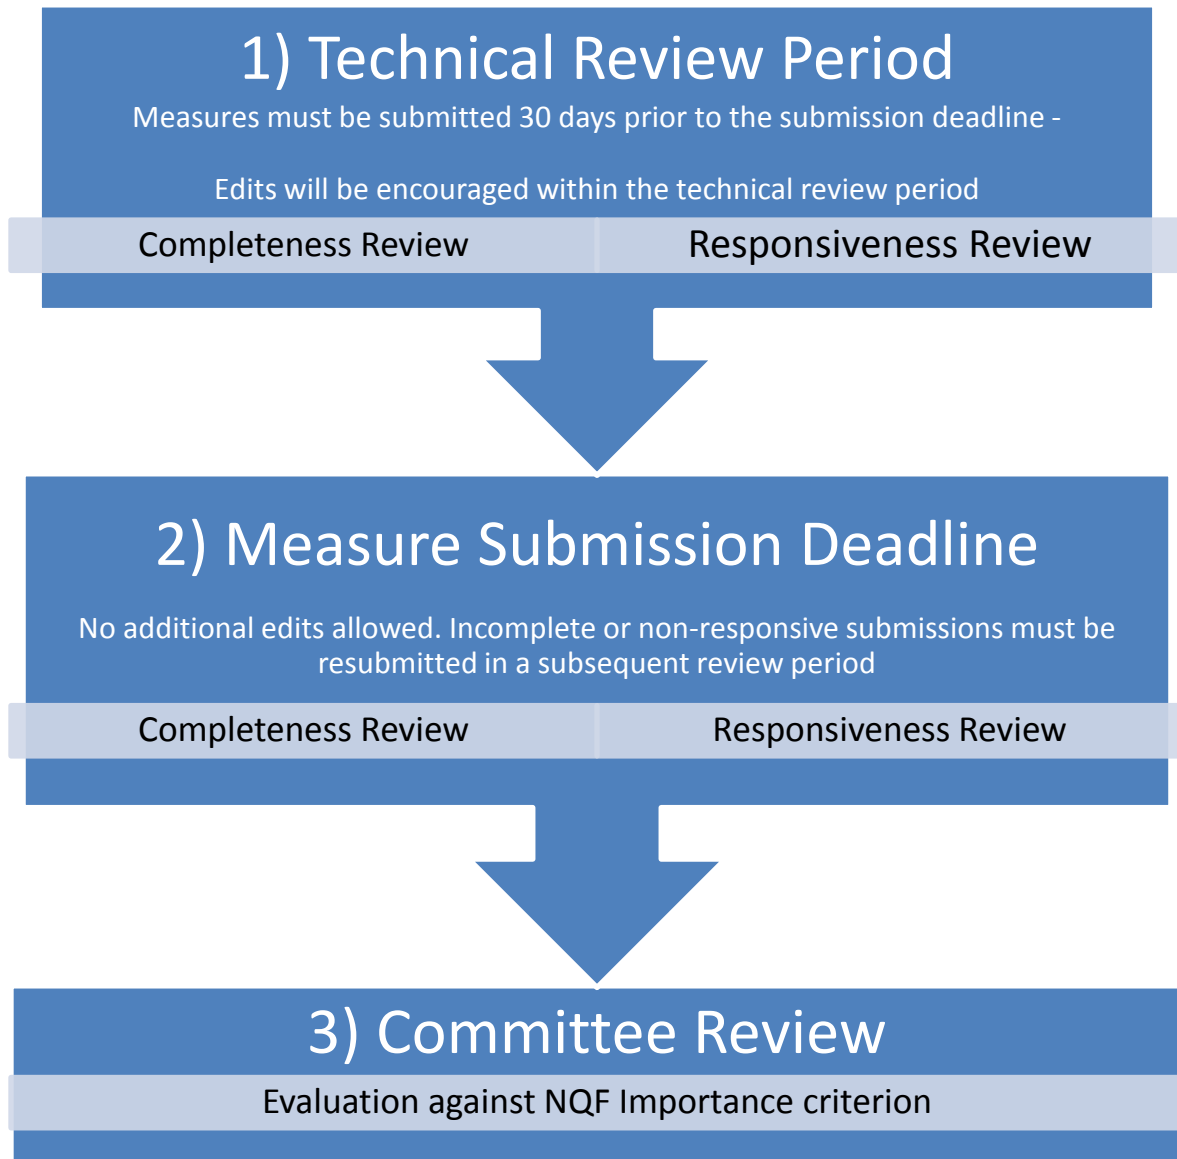 1) Technical Review Period
Measures must be submitted 30 days prior to the submission deadline -
Edits will be encouraged within the technical review period
Completeness Review
Responsiveness Review
2) Measure Submission Deadline
No additional edits allowed. Incomplete or non-responsive submissions must be
resubmitted in a subsequent review period
Completeness Review
Responsiveness Review
3) Committee Review
Evaluation against NQF Importance criterion